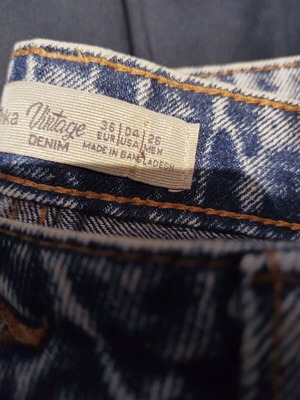 Vintage
DENIM
36|04|26
EUR|USA|MEX
MADE IN BANGLADESH